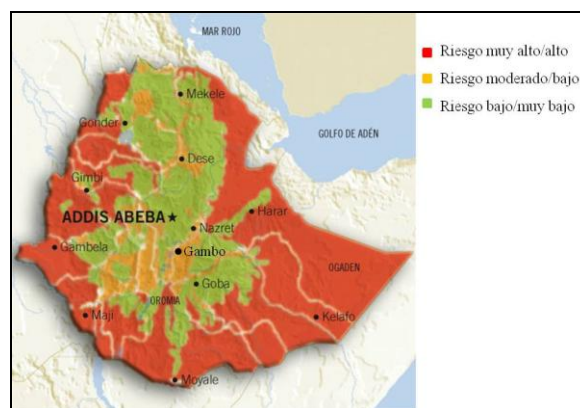 MAR ROJO
Riesgo muy alto/alto
Riesgo moderado/bajo
Riesgo bajo/muy bajo
Mekele
Gonder
GOLFO DE ADÉN
Dese
Gimbi
ADDIS ABEBA
Harar
Nazret
Gambela
Gambo
OGADEN
Goba
OROMIA
Maji
Kelafo
Moyale